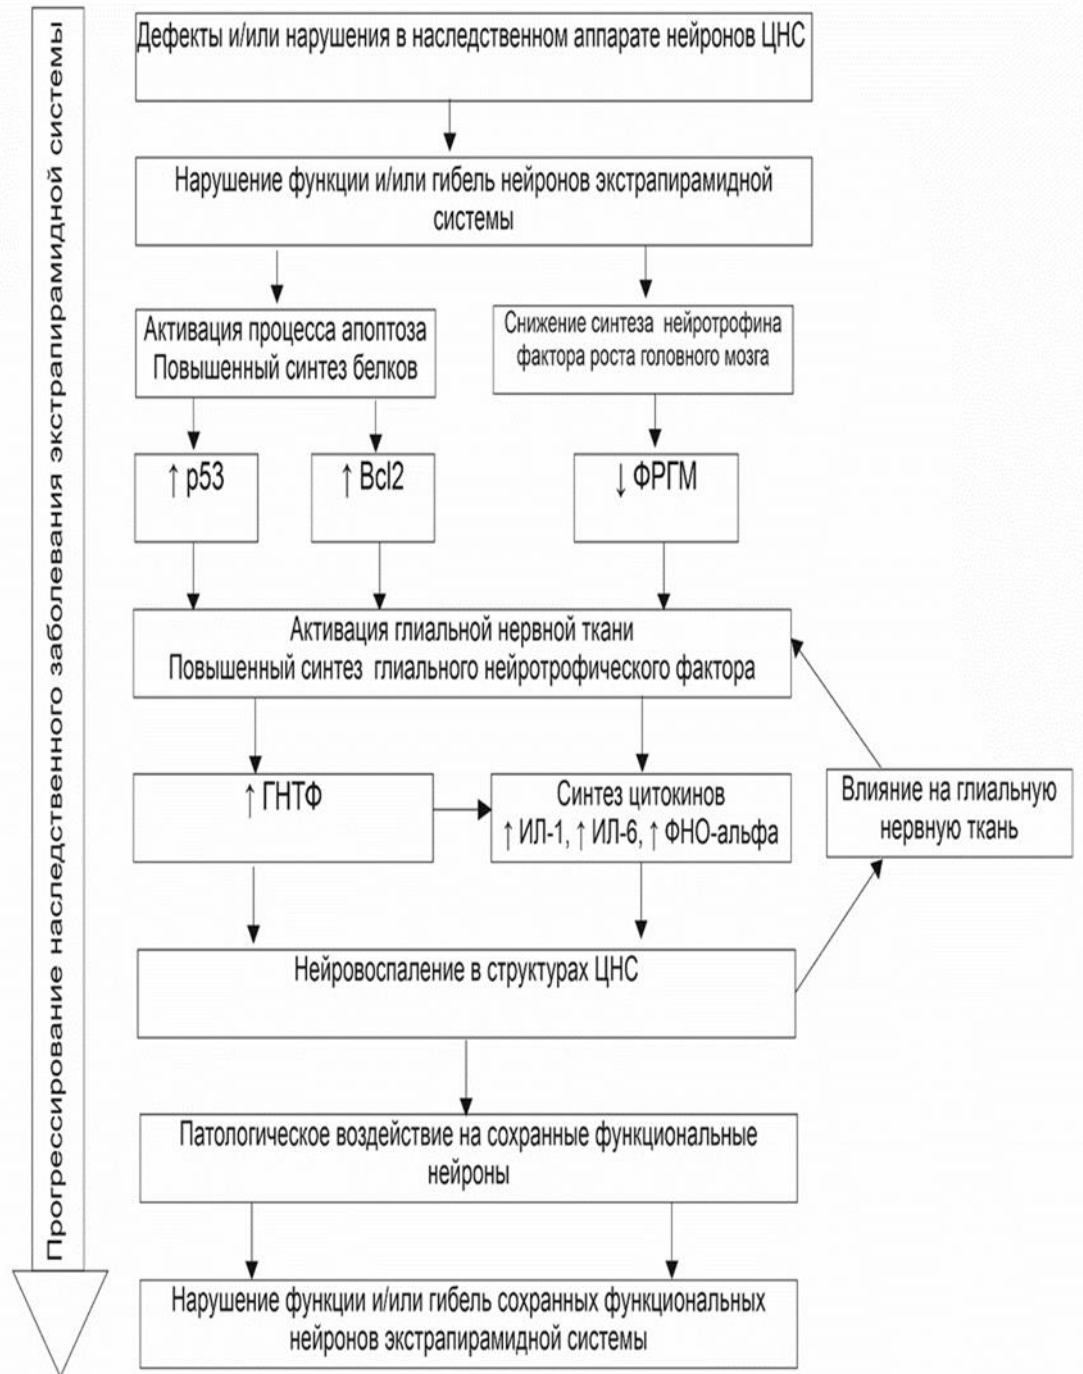 Прогрессирование наследственного заболевания экстрапирамидной системы
Дефекты и/или нарушения в наследственном аппарате нейронов ЦНС
Нарушение функции и/или гибель нейронов экстрапирамидной
системы
Активация процесса апоптоза
Повышенный синтез белков
Снижение синтеза нейротрофина
фактора роста головного мозга
↑ p53
↑ Bcl2
↓ ФРГМ
Активация глиальной нервной ткани
Повышенный синтез глиального нейротрофического фактора
↑ ГНТФ
Синтез цитокинов
↑ ИЛ-1, ↑ ИЛ-6, ↑ ФНО-альфа
Влияние на глиальную
нервную ткань
Нейровоспаление в структурах ЦНС
Патологическое воздействие на сохранные функциональные
нейроны
Нарушение функции и/или гибель сохранных функциональных
нейронов экстрапирамидной системы